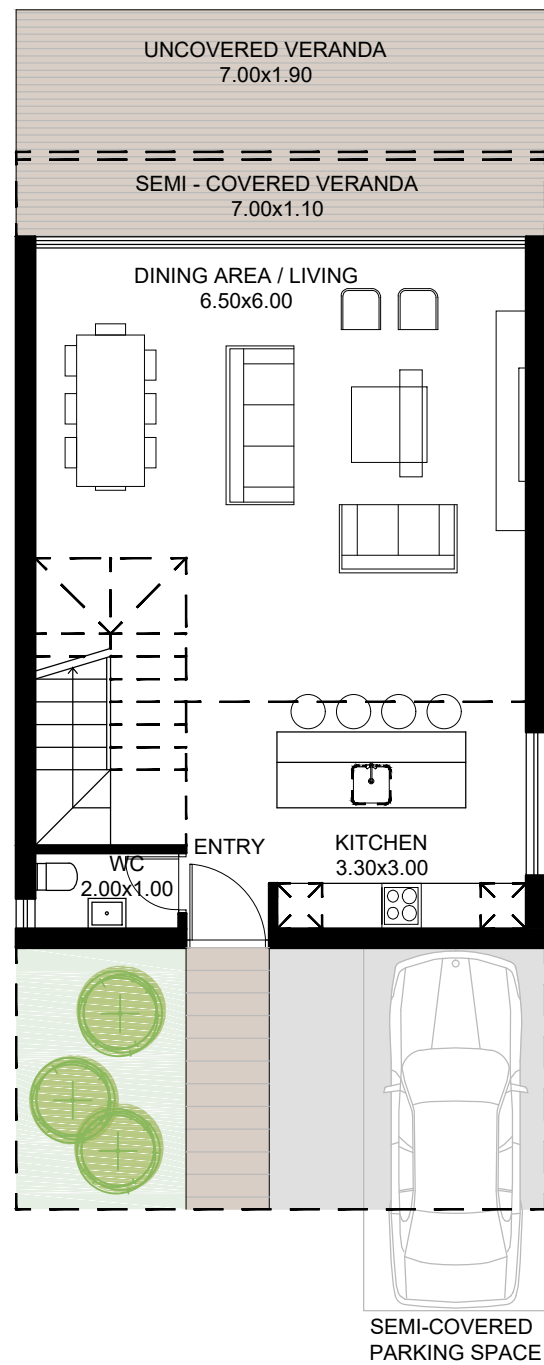 UNCOVERED VERANDA
7.00x1.90
SEMI - COVERED VERANDA
7.00x1.10
DINING AREA / LIVING
6.50x6.00
ENTRY
KITCHEN
3.30x3.00
WC
2.00x1.00
SEMI-COVERED
PARKING SPACE